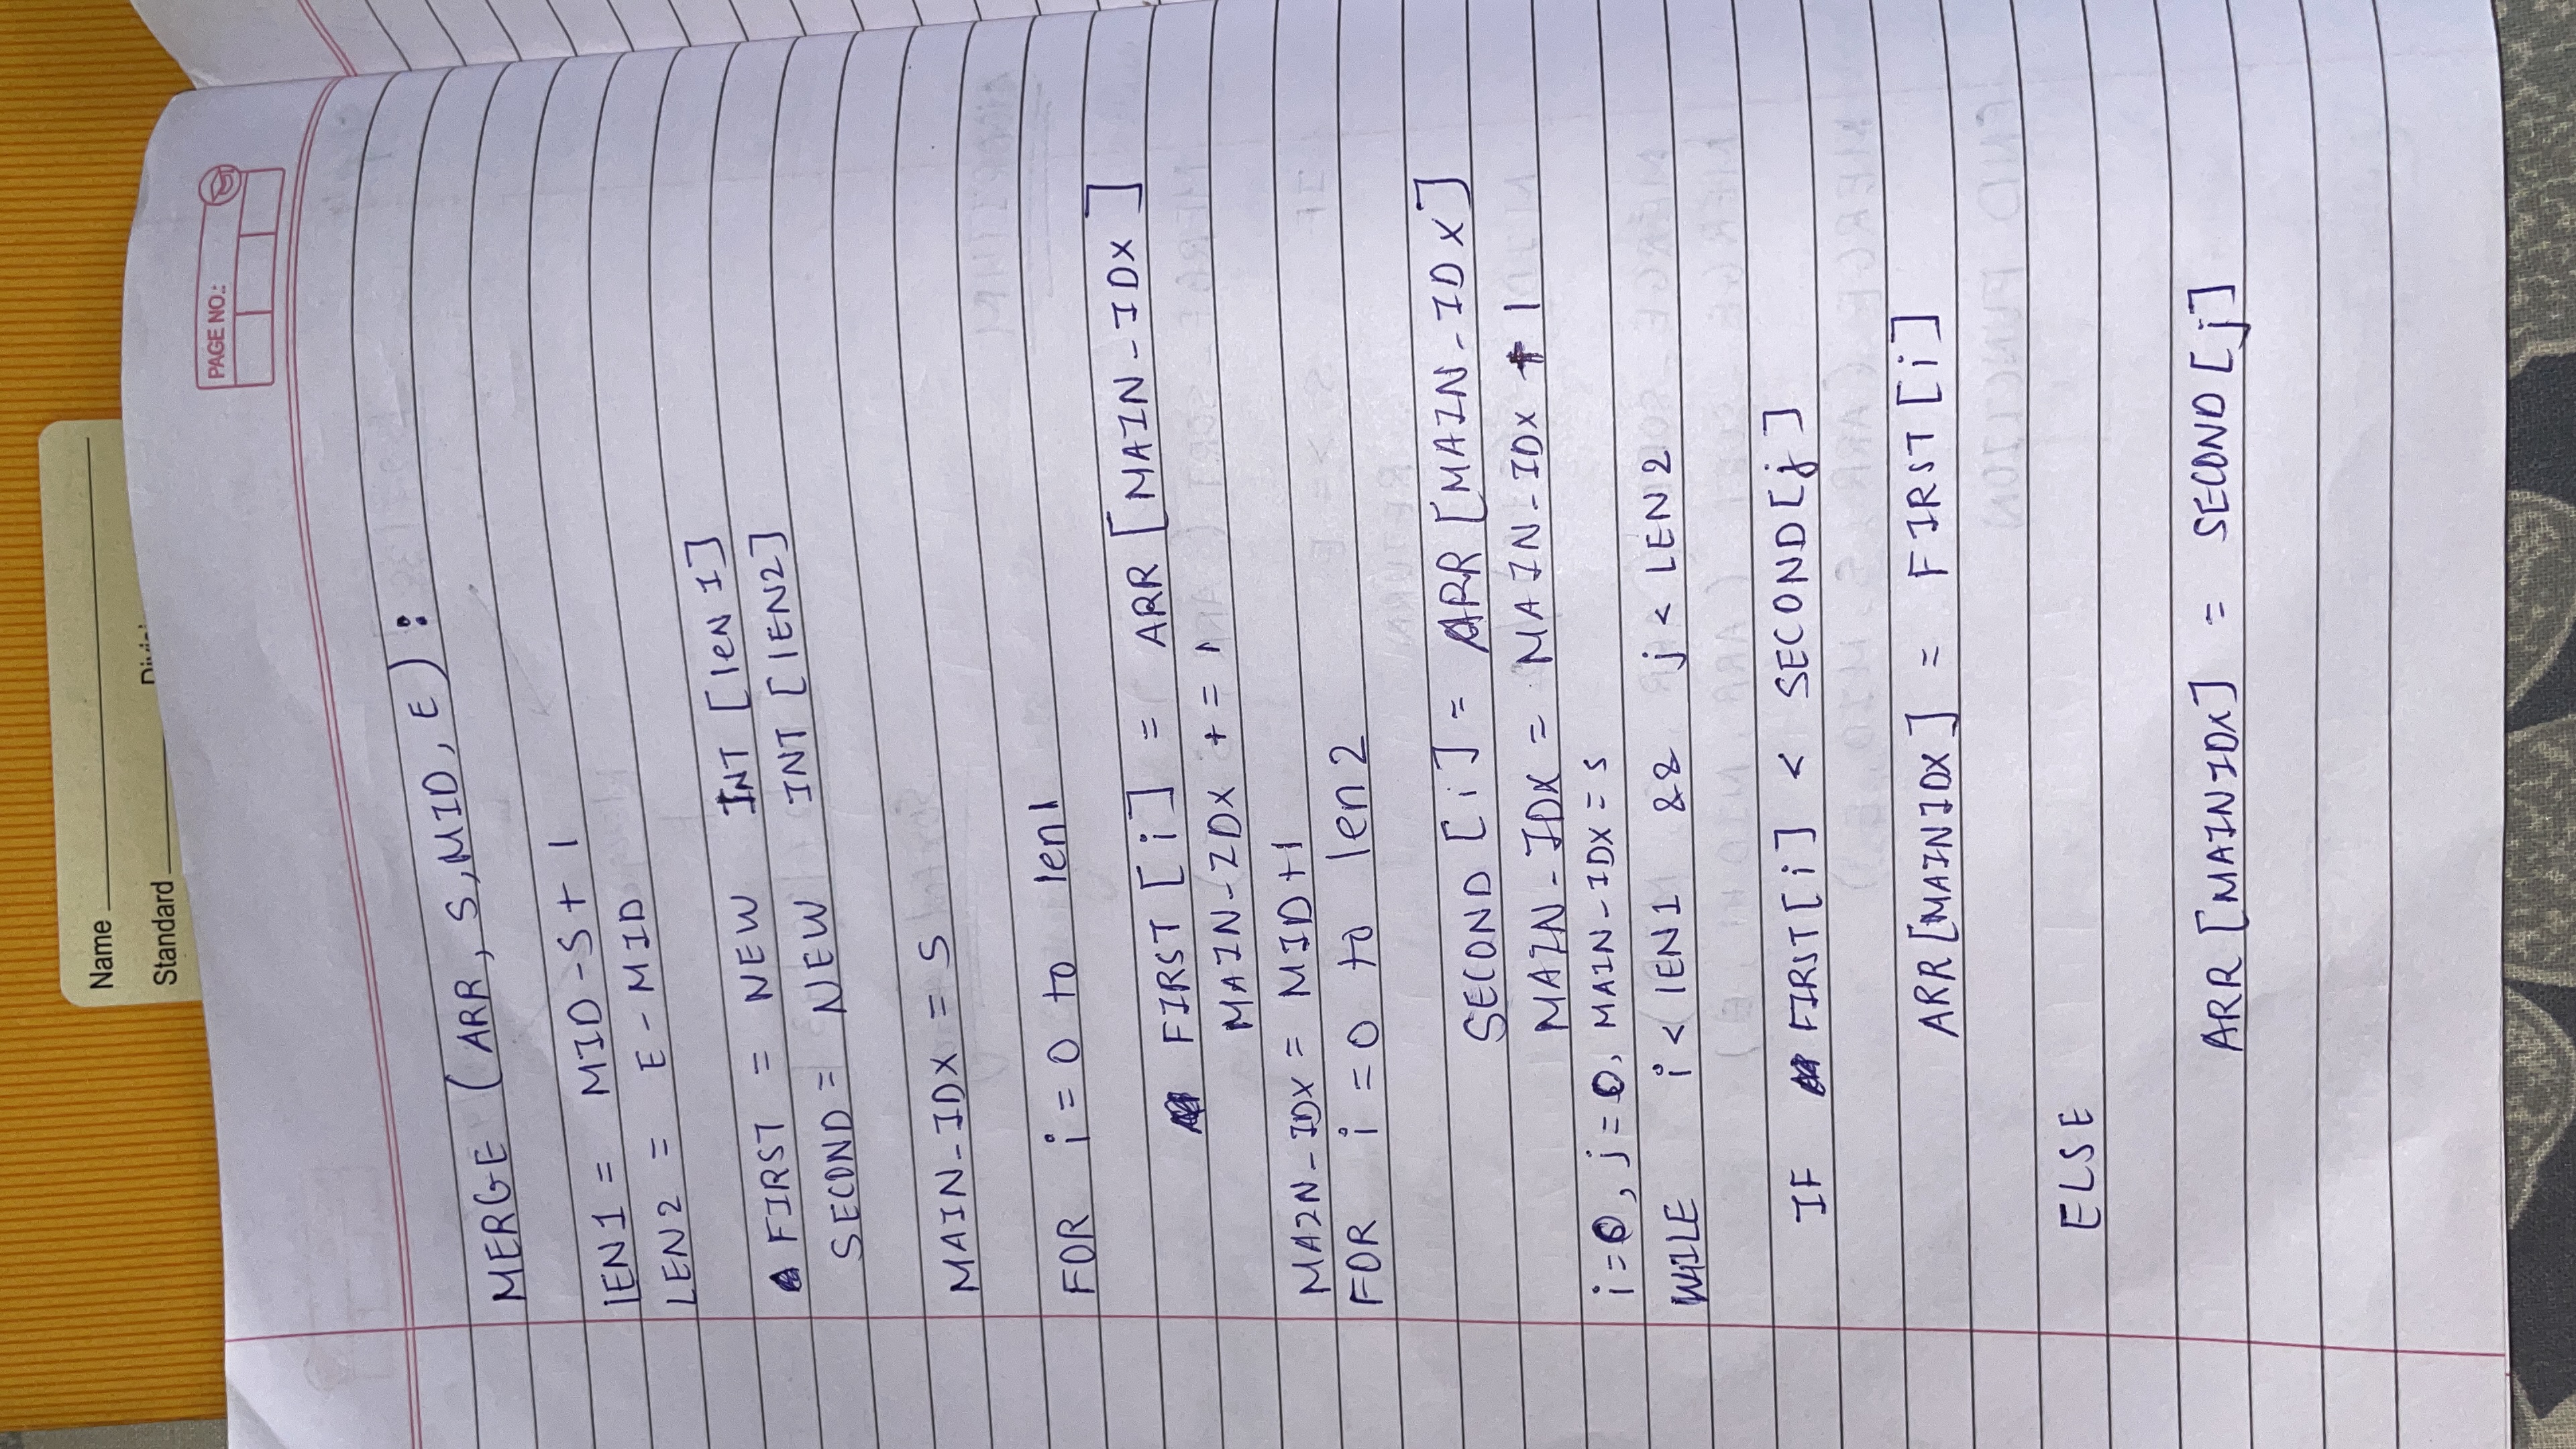 Name
Standard
PAGE NO.:
MERGE (ARR, S, MID, E):
LEN1 = MID-S+1
LEN2 = E-MID
FIRST = NEW INT [leN1]
SECOND = NEW INT [lEN2]
MAIN-IDX = S
FOR i=0 to len1
FIRST [i] = ARR [MAIN-IDX]
MAIN-IDX += 1
MAIN-IDX = MID+1
FOR i=0 to len2
SECOND [i] = ARR [MAIN-IDX]
MAIN-IDX = MAIN-IDX + 1
i=0, j=0, MAIN-IDX = s
WILE i < lEN1 && j < LEN2
IF FIRST[i] < SECOND[j]
ARR[MAINIDX] = FIRST[i]
ELSE
ARR [MAINIDX] = SECOND[j]